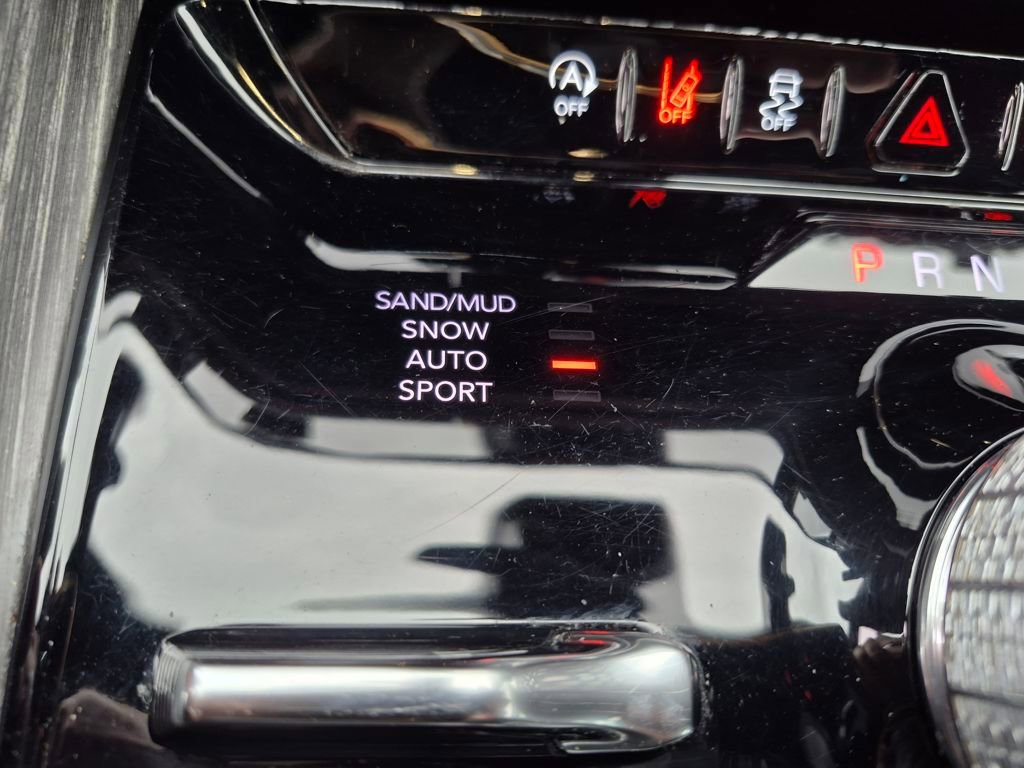 A
OFF
OFF
OFF
P R N
SAND/MUD
SNOW
AUTO
SPORT